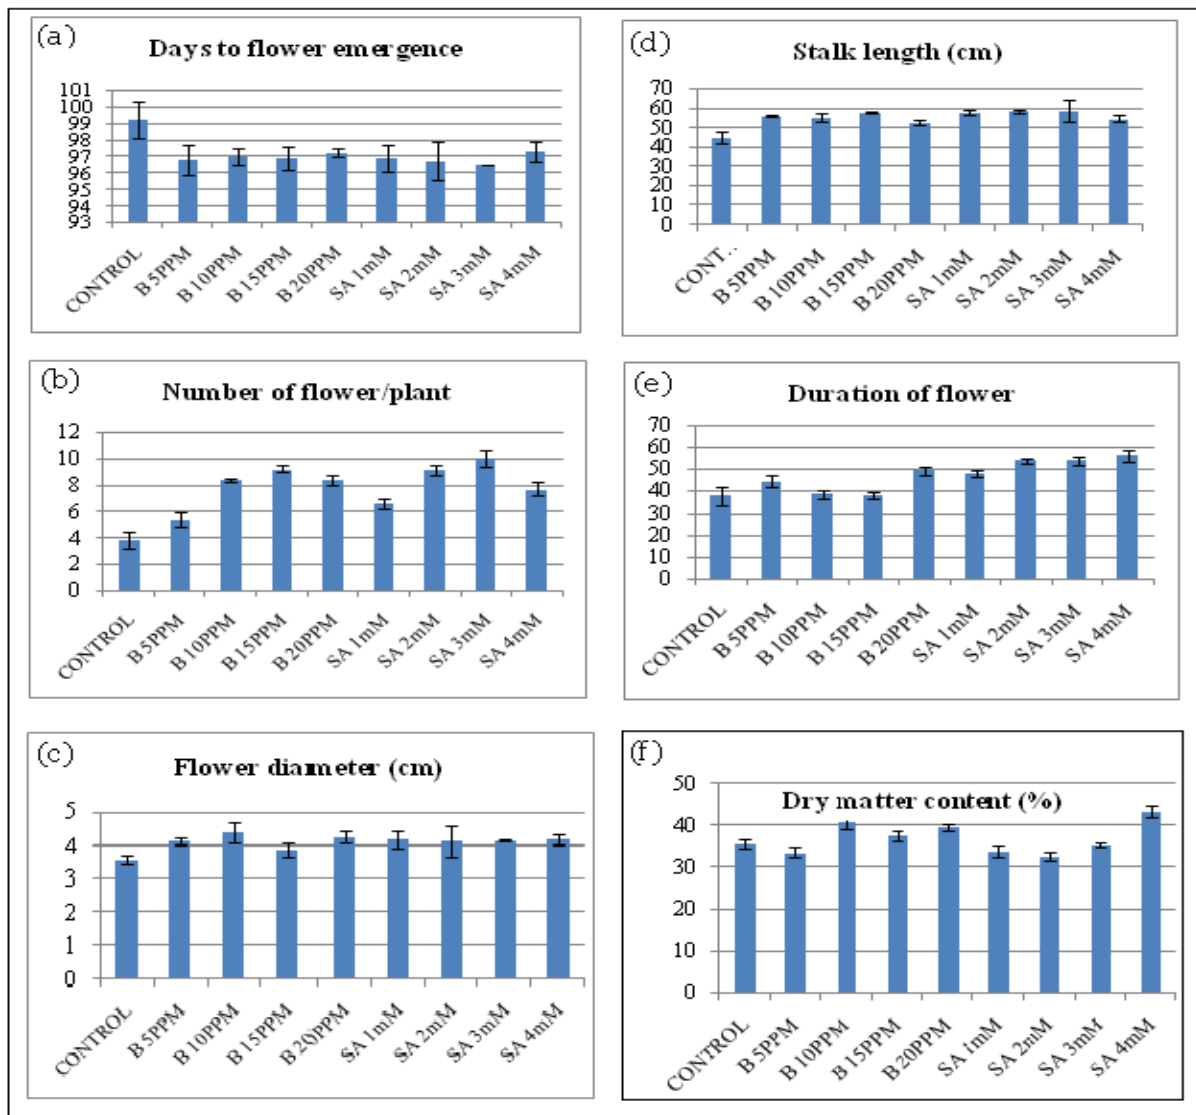 (a)
Days to flower emergence
101
100
99
98
97
96
95
94
93
CONTROL
B 5PPM
B 10PPM
B 15PPM
B 20PPM
SA 1mM
SA 2mM
SA 3mM
SA 4mM
(b)
Number of flower/plant
12
10
8
6
4
2
0
CONTROL
B 5PPM
B 10PPM
B 15PPM
B 20PPM
SA 1mM
SA 2mM
SA 3mM
SA 4mM
(c)
Flower diameter (cm)
5
4
3
2
1
0
CONTROL
B 5PPM
B 10PPM
B 15PPM
B 20PPM
SA 1mM
SA 2mM
SA 3mM
SA 4mM
(d)
Stalk length (cm)
70
60
50
40
30
20
10
0
CONT...
B 5PPM
B 10PPM
B 15PPM
B 20PPM
SA 1mM
SA 2mM
SA 3mM
SA 4mM
(e)
Duration of flower
70
60
50
40
30
20
10
0
CONTROL
B 5PPM
B 10PPM
B 15PPM
B 20PPM
SA 1mM
SA 2mM
SA 3mM
SA 4mM
(f)
Dry matter content (%)
50
40
30
20
10
0
CONTROL
B 5PPM
B 10PPM
B 15PPM
B 20PPM
SA 1mM
SA 2mM
SA 3mM
SA 4mM